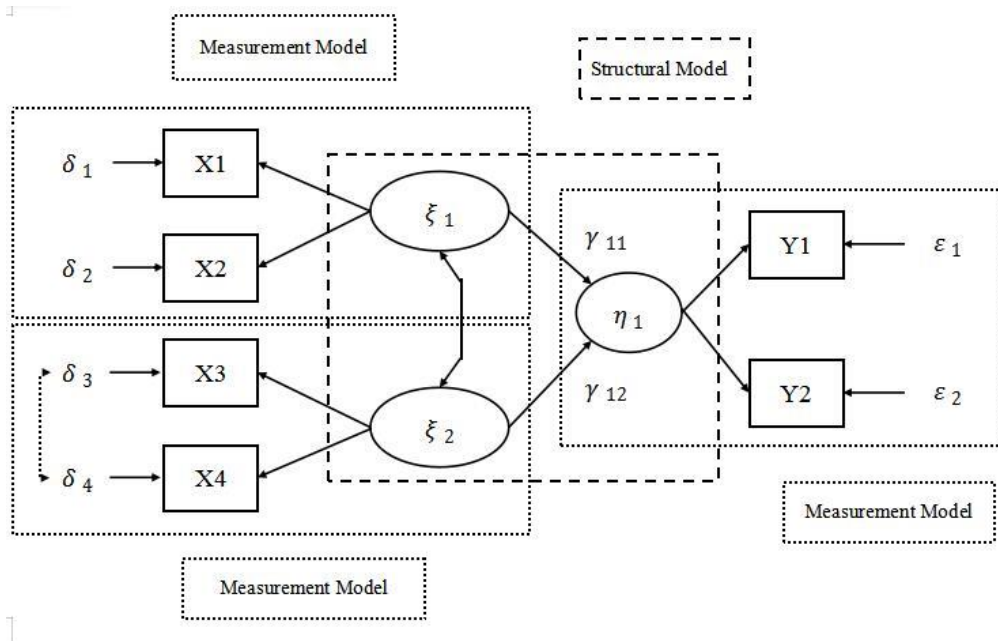 Measurement Model
Structural Model
δ 1
X1
ξ 1
δ 2
X2
γ 11
Y1
ε 1
η 1
δ 3
X3
γ 12
Y2
ε 2
ξ 2
δ 4
X4
Measurement Model
Measurement Model